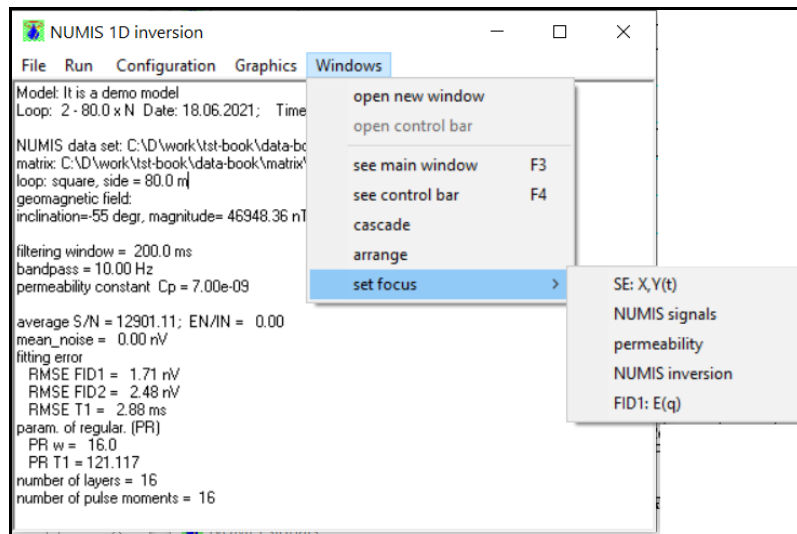 NUMIS 1D inversion
File Run Configuration Graphics Windows
Model: It is a demo model
Loop: 2 - 80.0 x N Date: 18.06.2021; Time
NUMIS data set: C:\D\work\tst-book\data-bo
matrix: C:\D\work\tst-book\data-book\matrix\
loop: square, side = 80.0 m
geomagnetic field:
inclination=-55 degr, magnitude= 46948.36 nT
filtering window = 200.0 ms
bandpass = 10.00 Hz
permeability constant Cp = 7.00e-09
average S/N = 12901.11; EN/IN = 0.00
mean_noise = 0.00 nV
fitting error
RMSE FID1 = 1.71 nV
RMSE FID2 = 2.48 nV
RMSE T1 = 2.88 ms
param. of regular. (PR)
PR w = 16.0
PR T1 = 121.117
number of layers = 16
number of pulse moments = 16
open new window
open control bar
see main window F3
see control bar F4
cascade
arrange
set focus >
SE: X,Y(t)
NUMIS signals
permeability
NUMIS inversion
FID1: E(q)